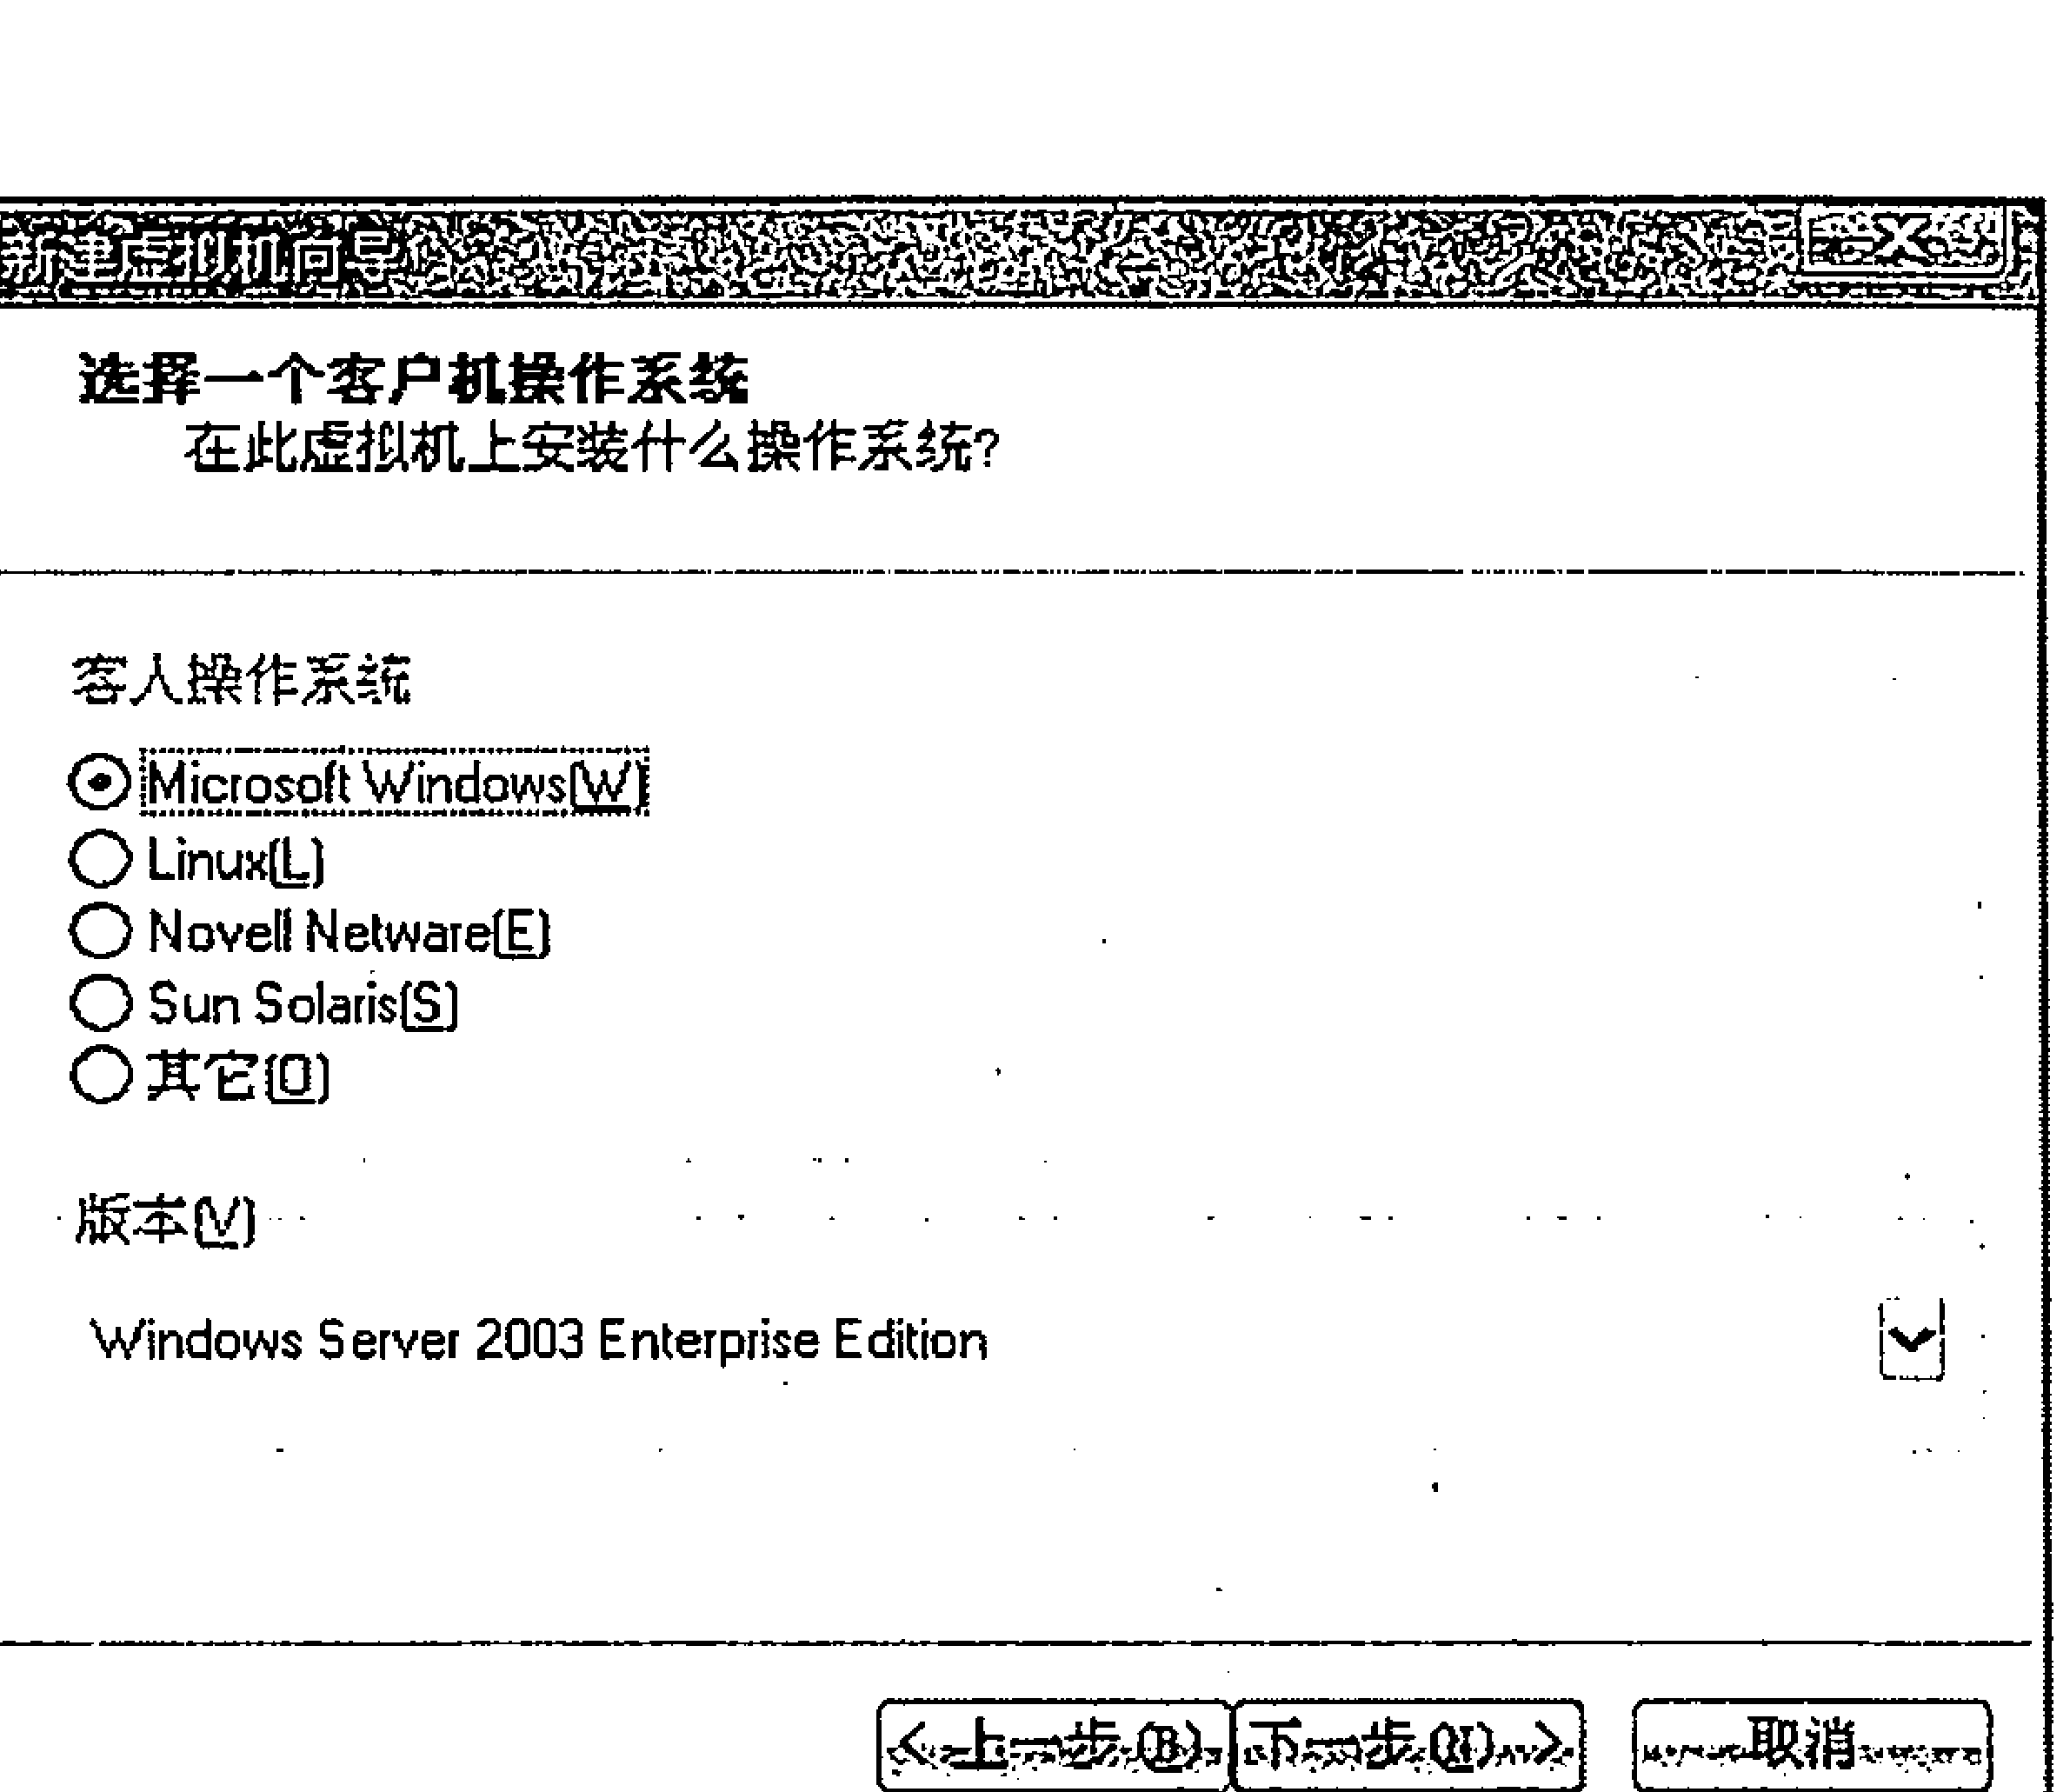 新建虚拟机向导
选择一个客户机操作系统
在此虚拟机上安装什么操作系统?
客人操作系统
Microsoft Windows(W)
Linux(L)
Novell Netware(E)
Sun Solaris(S)
其它(O)
版本(V)
Windows Server 2003 Enterprise Edition
< 上一步(B) 下一步(N) > 取消